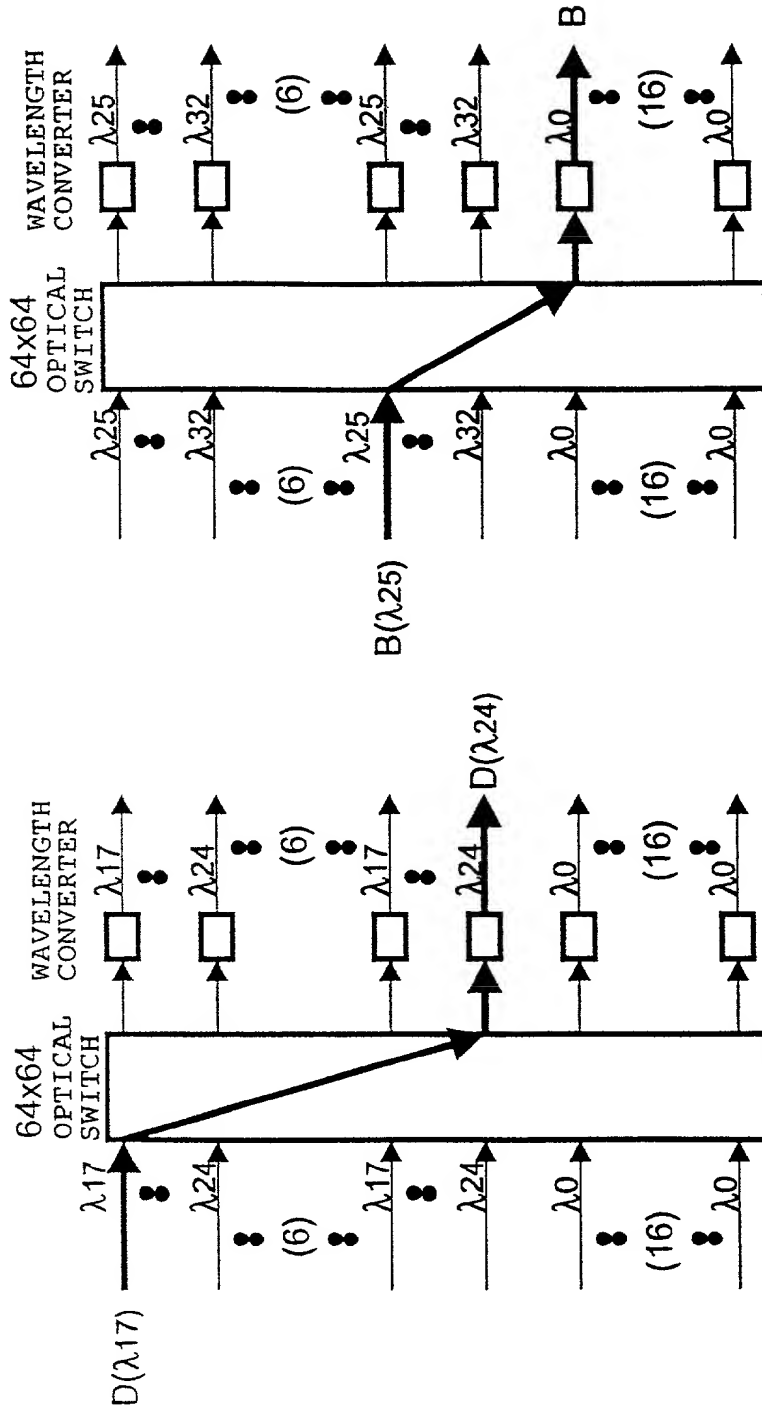 64x64
OPTICAL
SWITCH
WAVELENGTH
CONVERTER
D(λ17)
λ17
λ24
(6)
λ17
λ24
λ0
(16)
λ0
λ17
λ24
(6)
λ17
λ24
D(λ24)
λ0
(16)
λ0
64x64
OPTICAL
SWITCH
WAVELENGTH
CONVERTER
λ25
λ32
(6)
B(λ25)
λ25
λ32
λ0
(16)
λ0
λ25
λ32
(6)
λ25
λ32
λ0
B
(16)
λ0